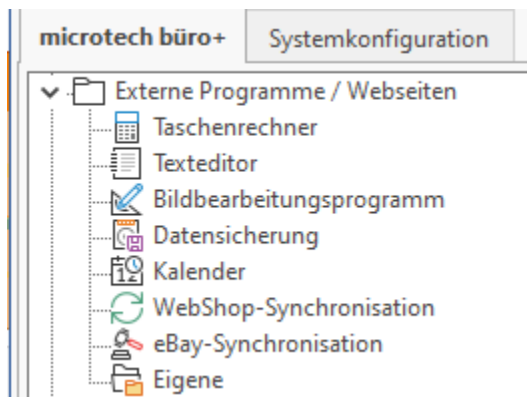 microtech büro+ Systemkonfiguration
Externe Programme / Webseiten
Taschenrechner
Texteditor
Bildbearbeitungsprogramm
Datensicherung
Kalender
WebShop-Synchronisation
eBay-Synchronisation
Eigene